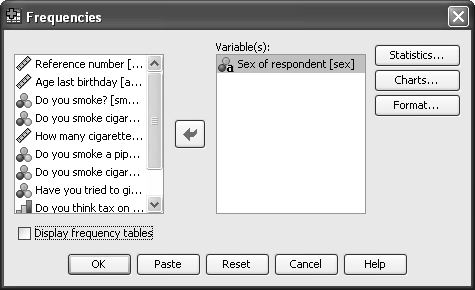 Frequencies
Reference number [...
Age last birthday [a...
Do you smoke? [sm...
Do you smoke cigar...
How many cigarette...
Do you smoke a pip...
Do you smoke cigar...
Have you tried to gi...
Do you think tax on ...
Variable(s):
a Sex of respondent [sex]
Statistics...
Charts...
Format...
Display frequency tables
OK
Paste
Reset
Cancel
Help